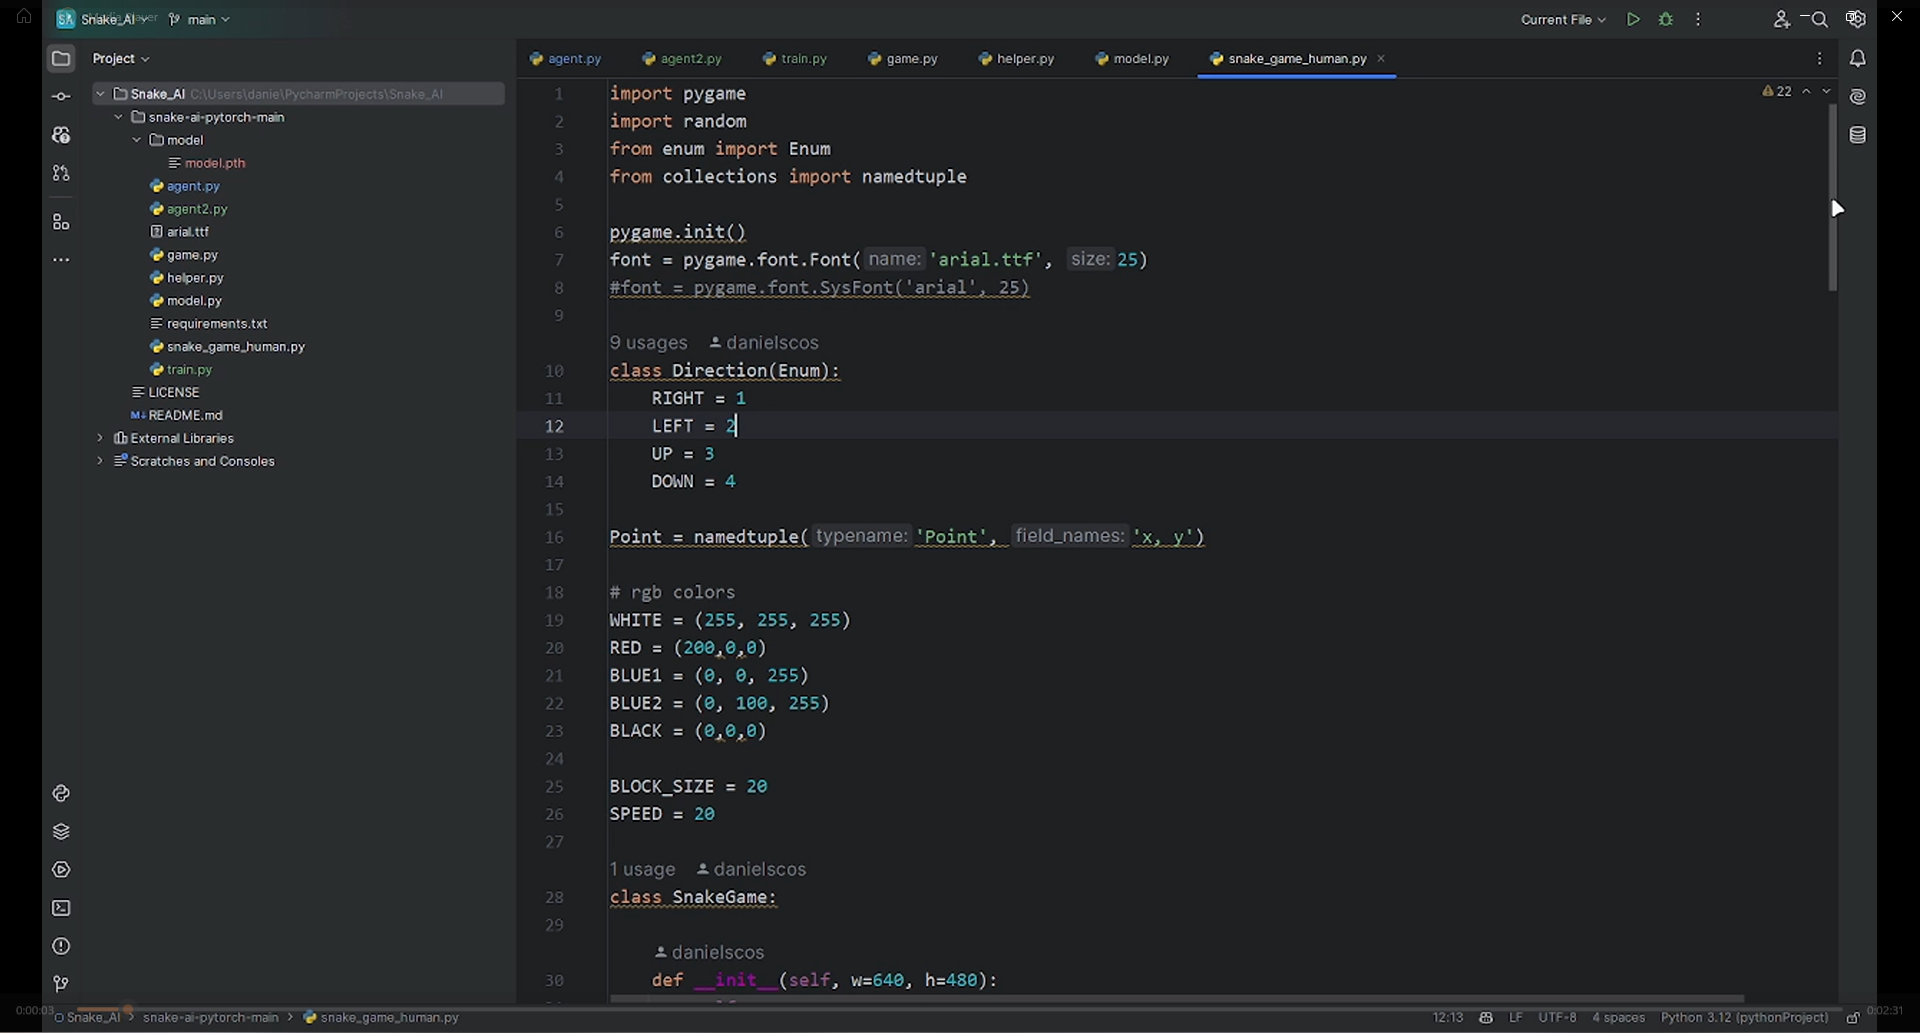 Snake_AI
main
Current File
Project
agent.py
agent2.py
train.py
game.py
helper.py
model.py
snake_game_human.py
Snake_AI C:\Users\danie\PycharmProjects\Snake_AI
snake-ai-pytorch-main
model
model.pth
agent.py
agent2.py
arial.ttf
game.py
helper.py
model.py
requirements.txt
snake_game_human.py
train.py
LICENSE
README.md
External Libraries
Scratches and Consoles
22
1 import pygame
2 import random
3 from enum import Enum
4 from collections import namedtuple
5
6 pygame.init()
7 font = pygame.font.Font( name: 'arial.ttf', size: 25)
8 #font = pygame.font.SysFont('arial', 25)
9
9 usages danielscos
10 class Direction(Enum):
11 RIGHT = 1
12 LEFT = 2
13 UP = 3
14 DOWN = 4
15
16 Point = namedtuple( typename: 'Point', field_names: 'x, y')
17
18 # rgb colors
19 WHITE = (255, 255, 255)
20 RED = (200,0,0)
21 BLUE1 = (0, 0, 255)
22 BLUE2 = (0, 100, 255)
23 BLACK = (0,0,0)
24
25 BLOCK_SIZE = 20
26 SPEED = 20
27
1 usage danielscos
28 class SnakeGame:
29
danielscos
30 def __init__(self, w=640, h=480):
0:00:03
0:02:31
Snake_AI > snake-ai-pytorch-main > snake_game_human.py
12:13 LF UTF-8 4 spaces Python 3.12 (pythonProject)